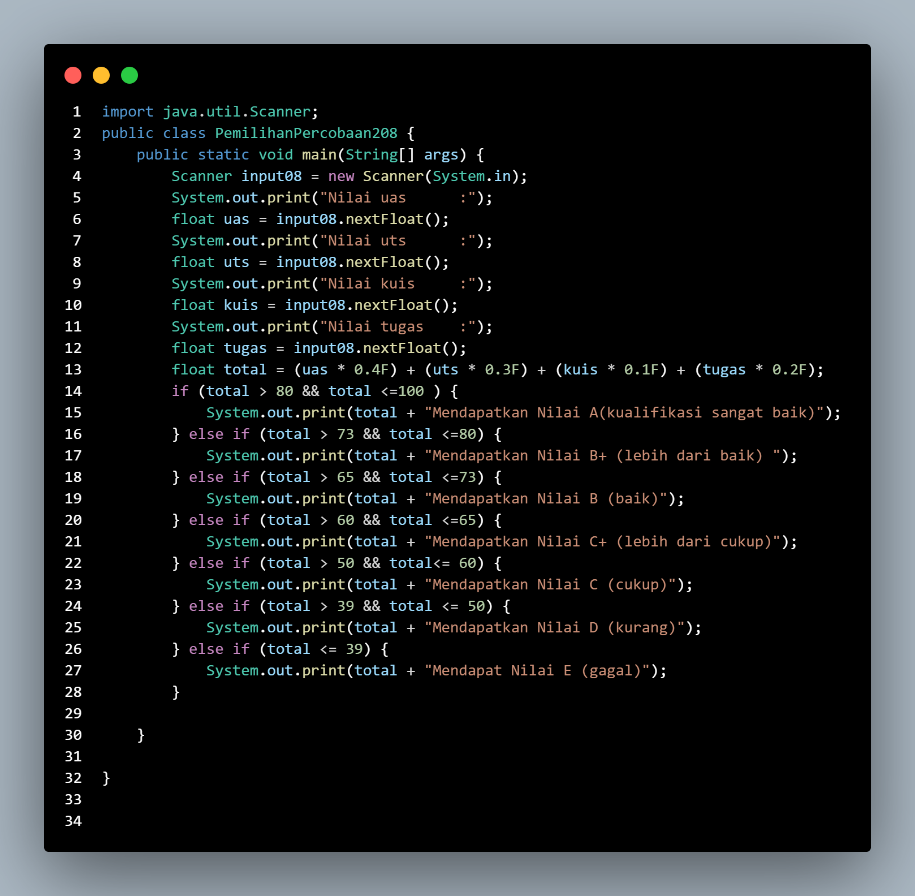 1 import java.util.Scanner;
2 public class PemilihanPercobaan208 {
3     public static void main(String[] args) {
4         Scanner input08 = new Scanner(System.in);
5         System.out.print("Nilai uas      :");
6         float uas = input08.nextFloat();
7         System.out.print("Nilai uts      :");
8         float uts = input08.nextFloat();
9         System.out.print("Nilai kuis     :");
10         float kuis = input08.nextFloat();
11         System.out.print("Nilai tugas    :");
12         float tugas = input08.nextFloat();
13         float total = (uas * 0.4F) + (uts * 0.3F) + (kuis * 0.1F) + (tugas * 0.2F);
14         if (total > 80 && total <=100 ) {
15             System.out.print(total + "Mendapatkan Nilai A(kualifikasi sangat baik)");
16         } else if (total > 73 && total <=80) {
17             System.out.print(total + "Mendapatkan Nilai B+ (lebih dari baik) ");
18         } else if (total > 65 && total <=73) {
19             System.out.print(total + "Mendapatkan Nilai B (baik)");
20         } else if (total > 60 && total <=65) {
21             System.out.print(total + "Mendapatkan Nilai C+ (lebih dari cukup)");
22         } else if (total > 50 && total<= 60) {
23             System.out.print(total + "Mendapatkan Nilai C (cukup)");
24         } else if (total > 39 && total <= 50) {
25             System.out.print(total + "Mendapatkan Nilai D (kurang)");
26         } else if (total <= 39) {
27             System.out.print(total + "Mendapat Nilai E (gagal)");
28         }
29
30     }
31
32 }
33
34